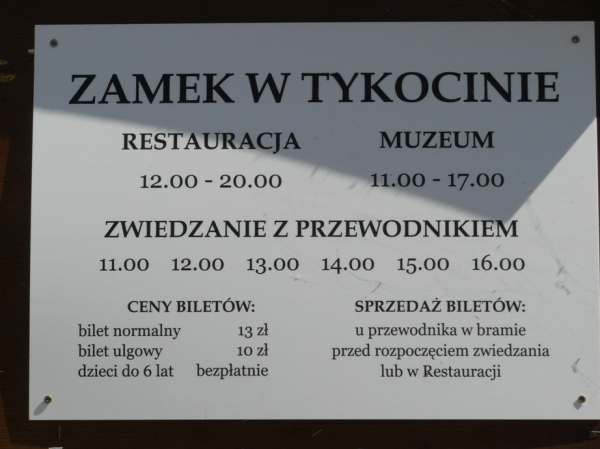 ZAMEK W TYKOCINIE
RESTAURACJA MUZEUM
12.00 - 20.00 11.00 - 17.00
ZWIEDZANIE Z PRZEWODNIKIEM
11.00 12.00 13.00 14.00 15.00 16.00
CENY BILETÓW:
bilet normalny 13 zł
bilet ulgowy 10 zł
dzieci do 6 lat bezpłatnie
SPRZEDAŻ BILETÓW:
u przewodnika w bramie
przed rozpoczęciem zwiedzania
lub w Restauracji